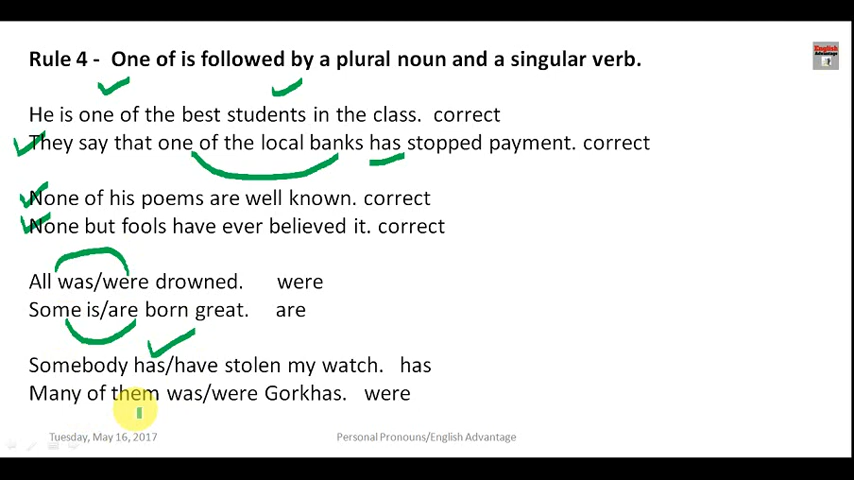 Rule 4 - One of is followed by a plural noun and a singular verb.
English
Advantage
He is one of the best students in the class. correct
They say that one of the local banks has stopped payment. correct
None of his poems are well known. correct
None but fools have ever believed it. correct
All was/were drowned. were
Some is/are born great. are
Somebody has/have stolen my watch. has
Many of them was/were Gorkhas. were
Tuesday, May 16, 2017
Personal Pronouns/English Advantage